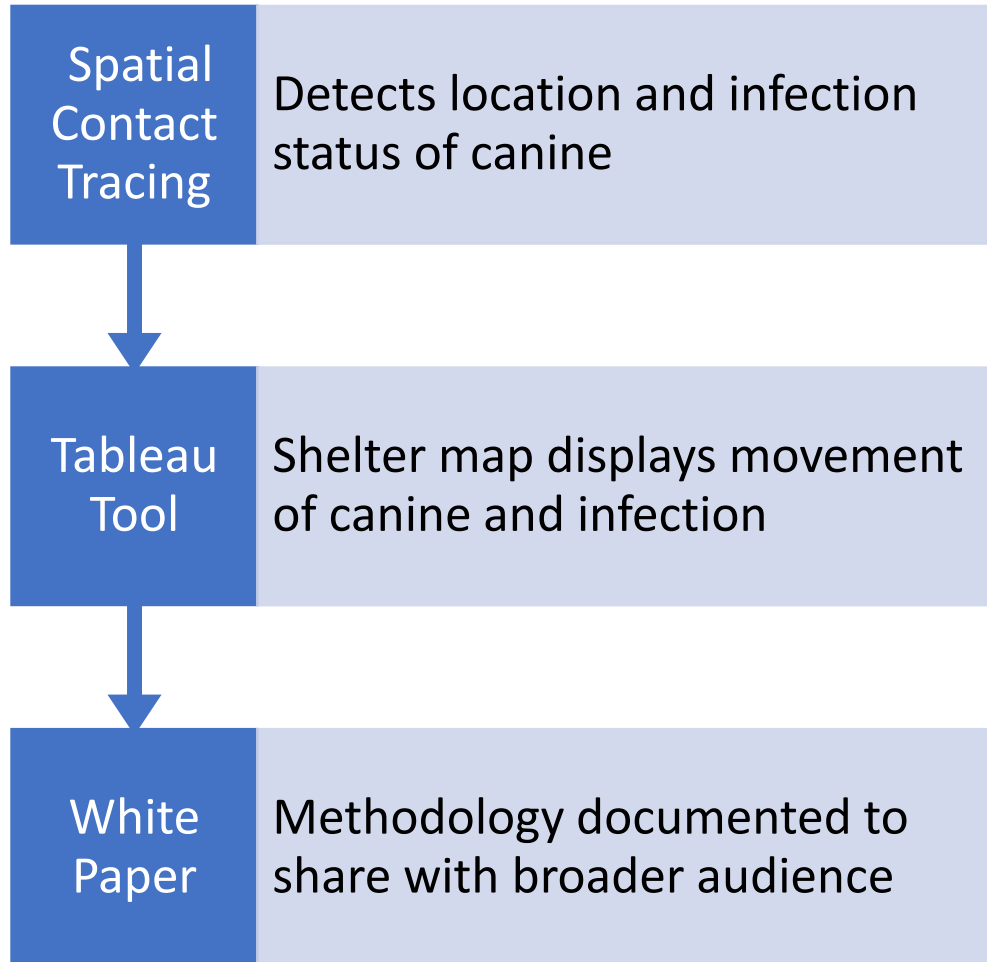 Spatial
Contact
Tracing
Detects location and infection
status of canine
Tableau
Tool
Shelter map displays movement
of canine and infection
White
Paper
Methodology documented to
share with broader audience